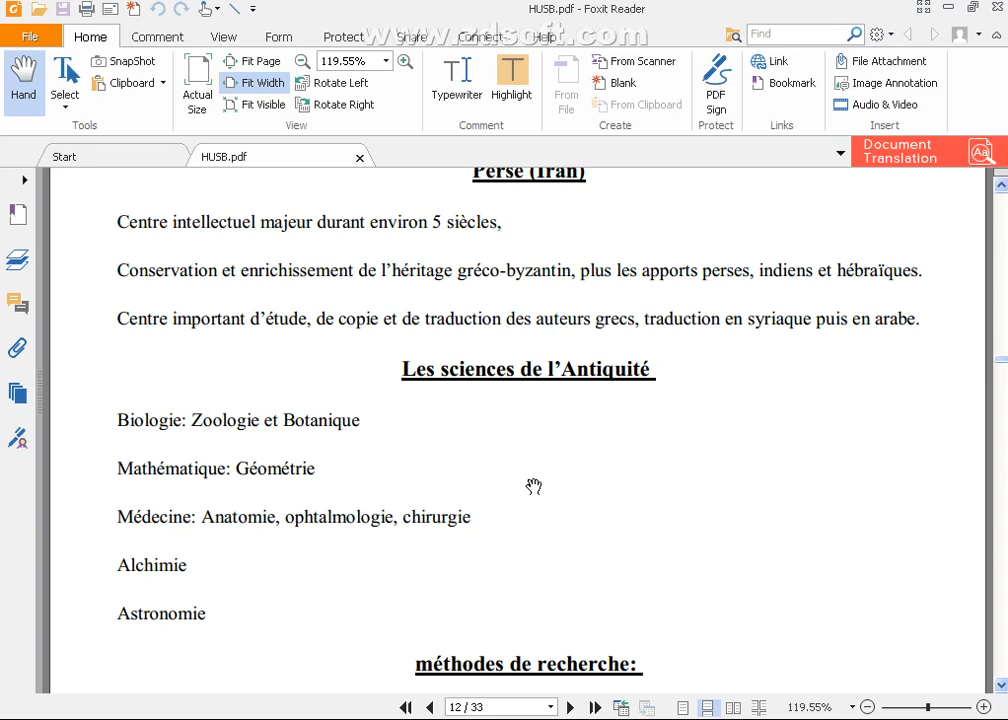 HUSB.pdf - Foxit Reader
www.zdsoft.com
File Home Comment View Form Protect Share Connect Help Find
Hand Select SnapShot Clipboard
Tools
Actual Size Fit Page Fit Width Fit Visible 119.55% Rotate Left Rotate Right
View
Typewriter Highlight
Comment
From File From Scanner Blank From Clipboard
Create
PDF Sign
Protect
Link Bookmark
Links
File Attachment Image Annotation Audio & Video
Insert
Start HUSB.pdf
Document Translation
Perse (Iran)
Centre intellectuel majeur durant environ 5 siècles,
Conservation et enrichissement de l’héritage gréco-byzantin, plus les apports perses, indiens et hébraïques.
Centre important d’étude, de copie et de traduction des auteurs grecs, traduction en syriaque puis en arabe.
Les sciences de l’Antiquité
Biologie: Zoologie et Botanique
Mathématique: Géométrie
Médecine: Anatomie, ophtalmologie, chirurgie
Alchimie
Astronomie
méthodes de recherche:
12 / 33 119.55%